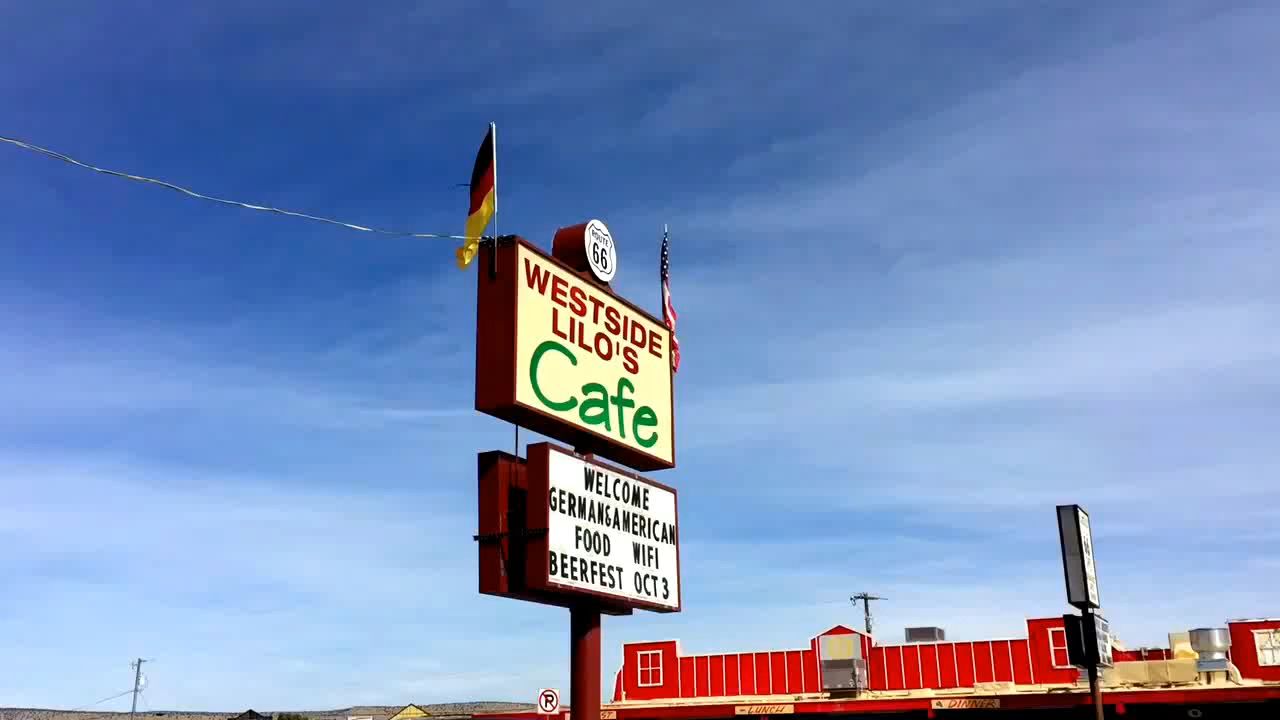 ROUTE
66
WESTSIDE
LILO'S
Cafe
WELCOME
GERMAN&AMERICAN
FOOD WIFI
BEERFEST OCT 3
LUNCH
DINNER